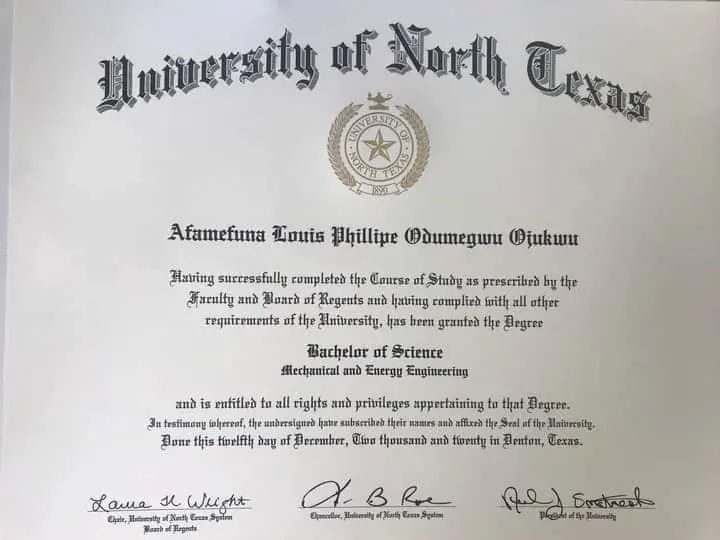 University of North Texas
UNIVERSITY OF
NORTH TEXAS
1890
Afamefuna Louis Phillipe Odumegwu Ojukwu
Having successfully completed the Course of Study as prescribed by the
Faculty and Board of Regents and having complied with all other
requirements of the University, has been granted the Degree
Bachelor of Science
Mechanical and Energy Engineering
and is entitled to all rights and privileges appertaining to that Degree.
In testimony whereof, the undersigned have subscribed their names and affixed the Seal of the University.
Done this twelfth day of December, Two thousand and twenty in Denton, Texas.
Laura H Wright
Chair, University of North Texas System
Board of Regents
B Roe
Chancellor, University of North Texas System
Smatresk
President of the University